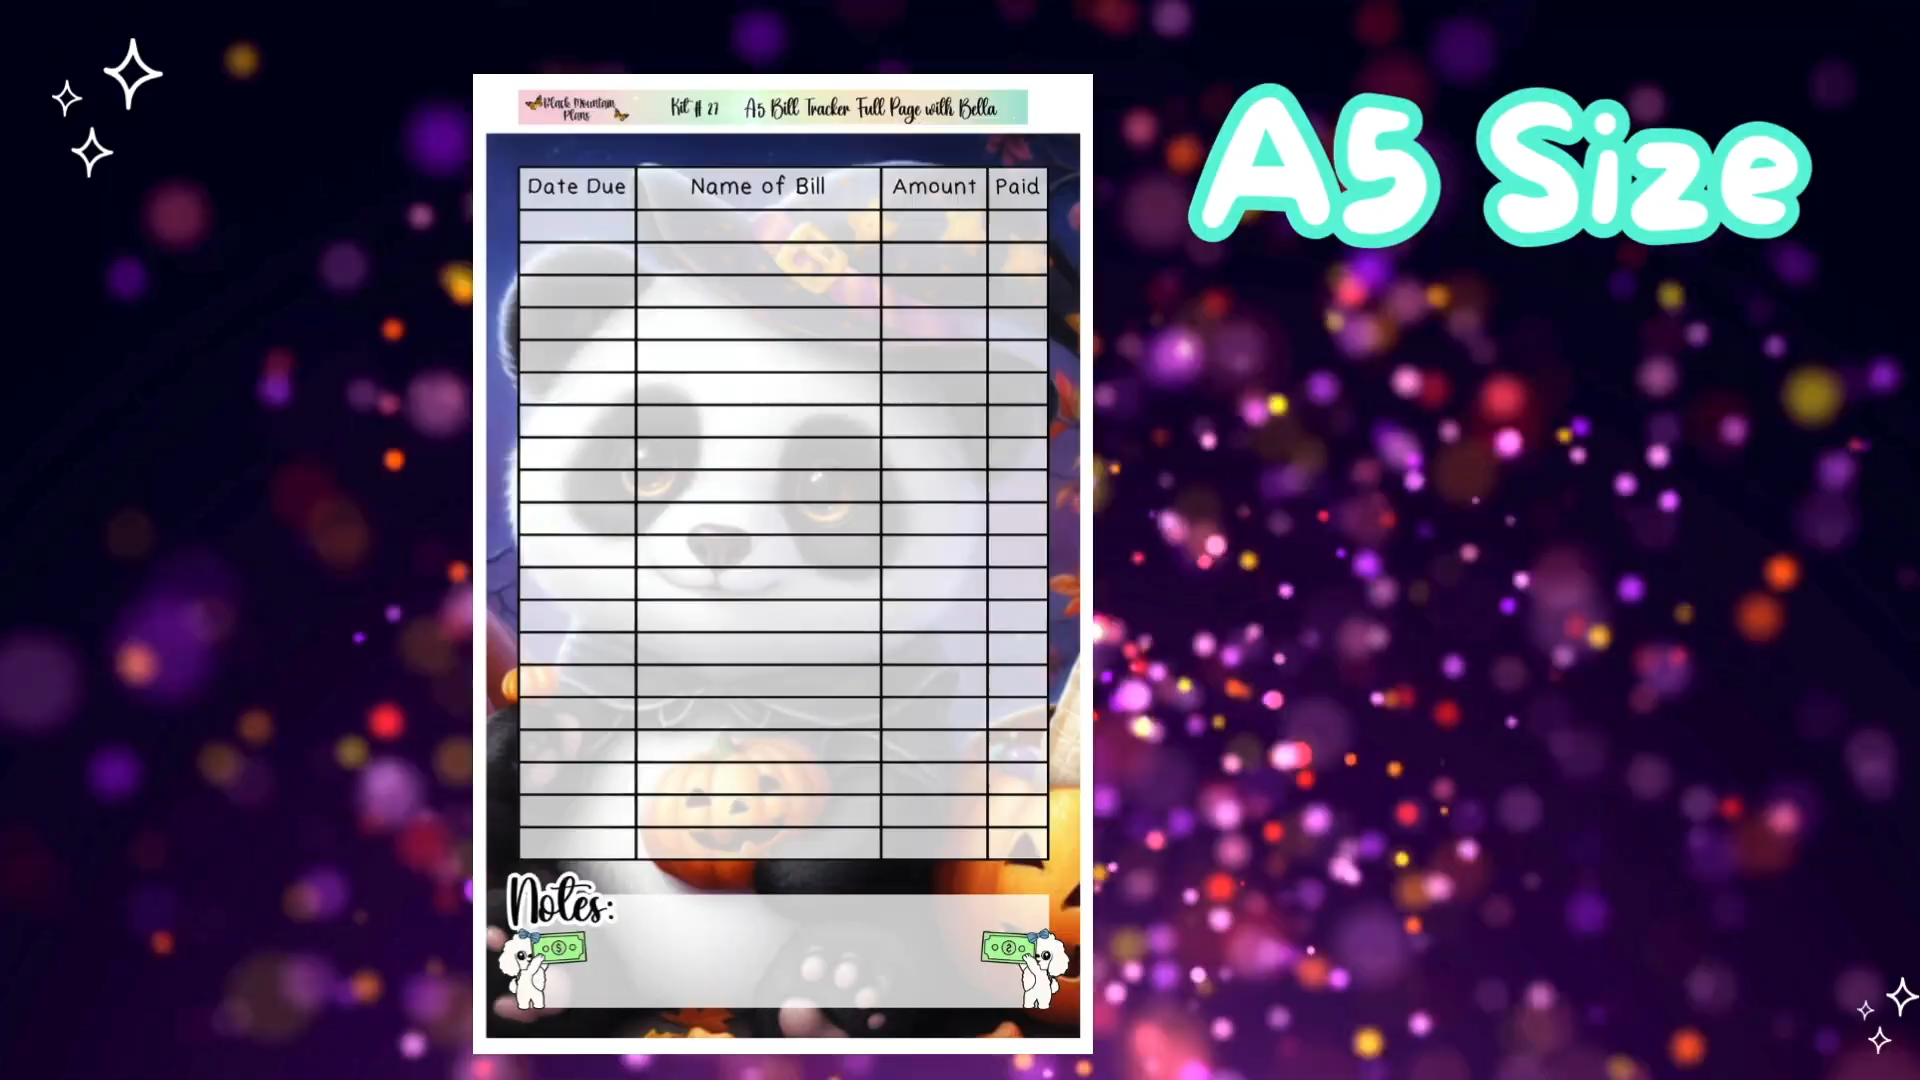 A5 Size
Black Mountain
Plans
Kit # 27 A5 Bill Tracker Full Page with Bella
Date Due Name of Bill Amount Paid
Notes: